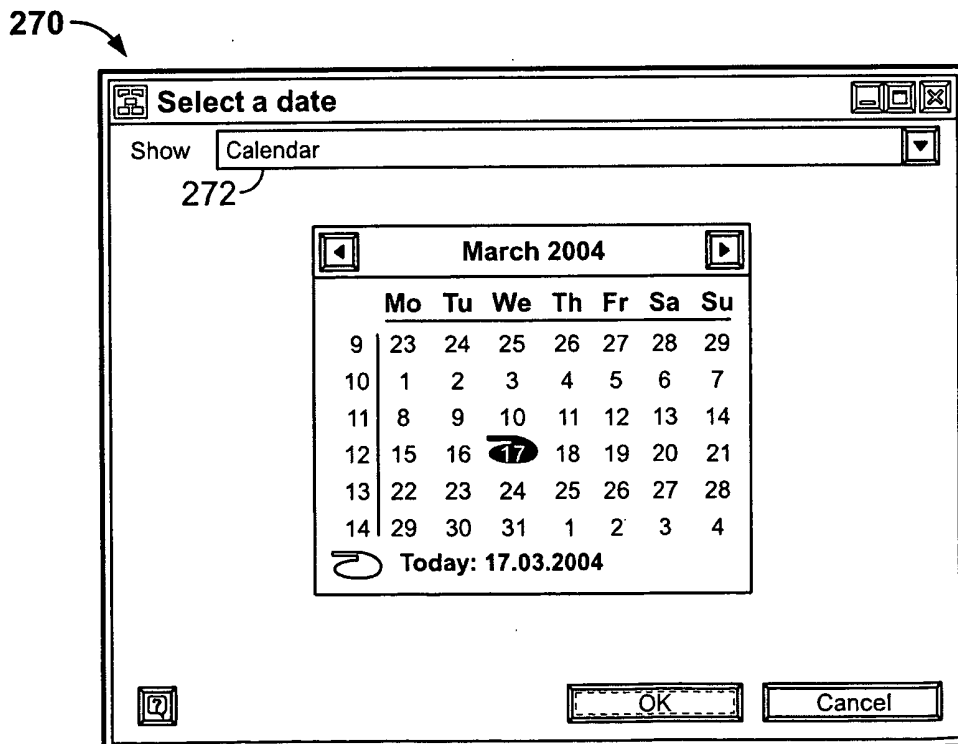 270
Select a date
Show Calendar
272
March 2004
Mo Tu We Th Fr Sa Su
9 23 24 25 26 27 28 29
10 1 2 3 4 5 6 7
11 8 9 10 11 12 13 14
12 15 16 17 18 19 20 21
13 22 23 24 25 26 27 28
14 29 30 31 1 2 3 4
Today: 17.03.2004
?
OK Cancel